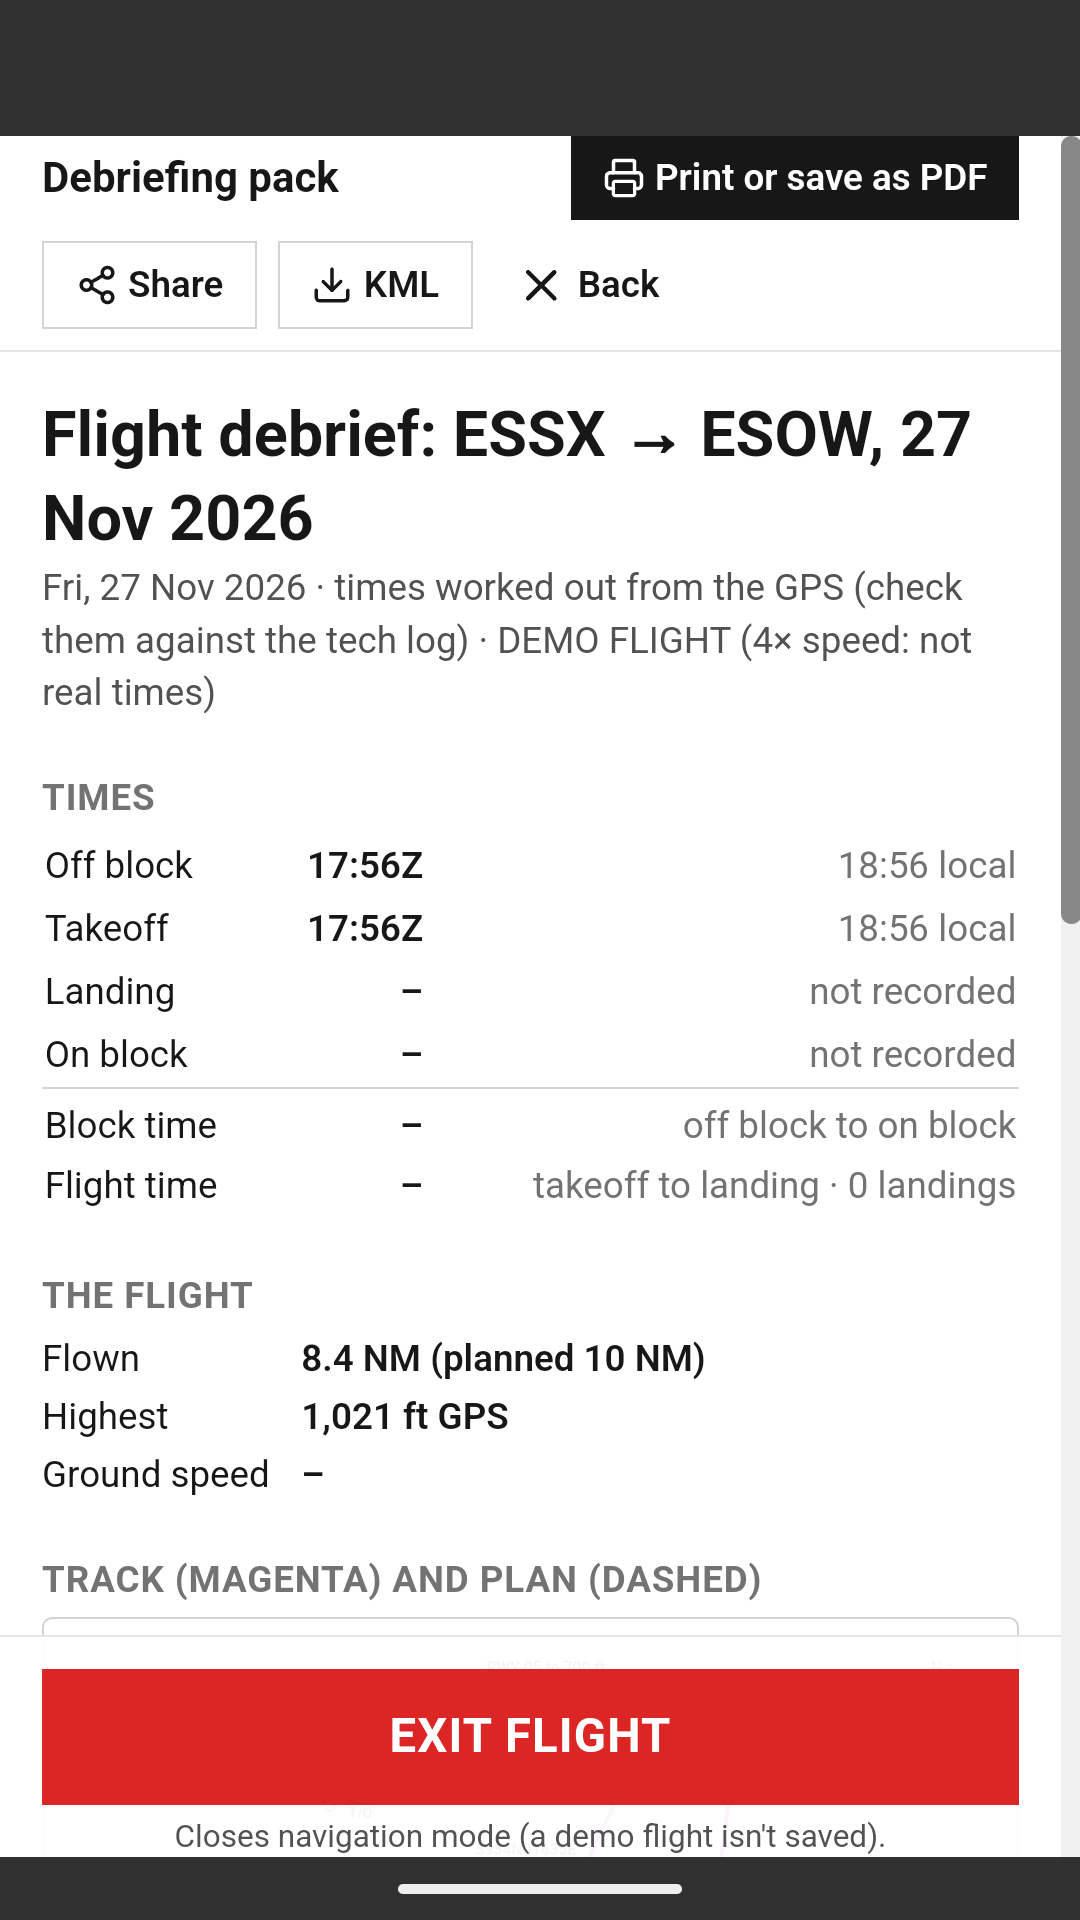 Debriefing pack
Print or save as PDF
Share
KML
Back
Flight debrief: ESSX → ESOW, 27
Nov 2026
Fri, 27 Nov 2026 · times worked out from the GPS (check
them against the tech log) · DEMO FLIGHT (4× speed: not
real times)
TIMES
Off block 17:56Z 18:56 local
Takeoff 17:56Z 18:56 local
Landing – not recorded
On block – not recorded
Block time – off block to on block
Flight time – takeoff to landing · 0 landings
THE FLIGHT
Flown 8.4 NM (planned 10 NM)
Highest 1,021 ft GPS
Ground speed –
TRACK (MAGENTA) AND PLAN (DASHED)
EXIT FLIGHT
Closes navigation mode (a demo flight isn't saved).